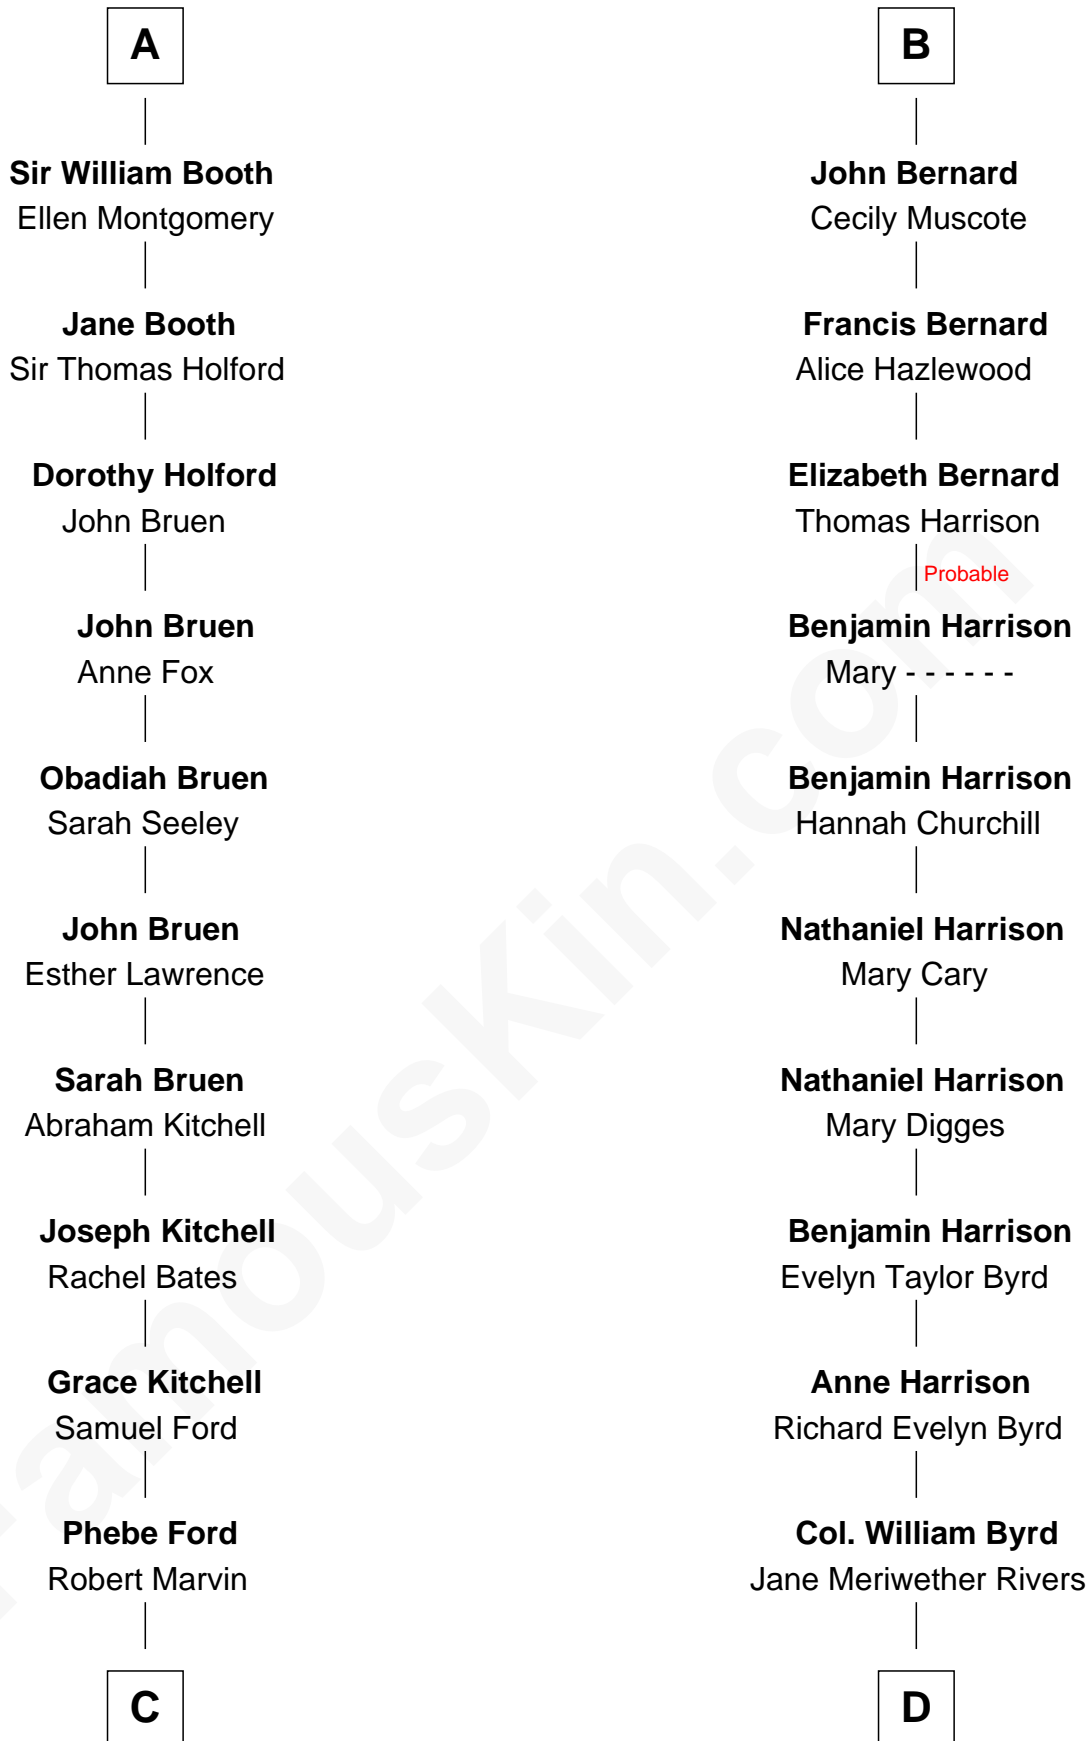 A
Sir William Booth
Ellen Montgomery
Jane Booth
Sir Thomas Holford
Dorothy Holford
John Bruen
John Bruen
Anne Fox
Obadiah Bruen
Sarah Seeley
John Bruen
Esther Lawrence
Sarah Bruen
Abraham Kitchell
Joseph Kitchell
Rachel Bates
Grace Kitchell
Samuel Ford
Phebe Ford
Robert Marvin
C
B
John Bernard
Cecily Muscote
Francis Bernard
Alice Hazlewood
Elizabeth Bernard
Thomas Harrison
Probable
Benjamin Harrison
Mary - - - - - -
Benjamin Harrison
Hannah Churchill
Nathaniel Harrison
Mary Cary
Nathaniel Harrison
Mary Digges
Benjamin Harrison
Evelyn Taylor Byrd
Anne Harrison
Richard Evelyn Byrd
Col. William Byrd
Jane Meriwether Rivers
D
FamousKin.com